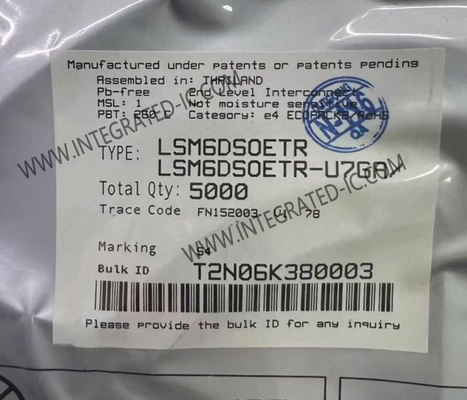 Manufactured under patents or patents pending
Assembled in: THAILAND
Pb-free 2nd Level Interconnect
MSL: 1 Not moisture sensitive
PBT: 260 C Category: e4 ECOPACK2/RoHS
TYPE: LSM6DSOETR
LSM6DSOETR-U7GA
Total Qty: 5000
Trace Code FN152003 78
Marking S4
Bulk ID T2N06K380003
Please provide the bulk ID for any inquiry
WWW.INTEGRATED-IC.COM
WWW.INTEGRATED-IC.COM